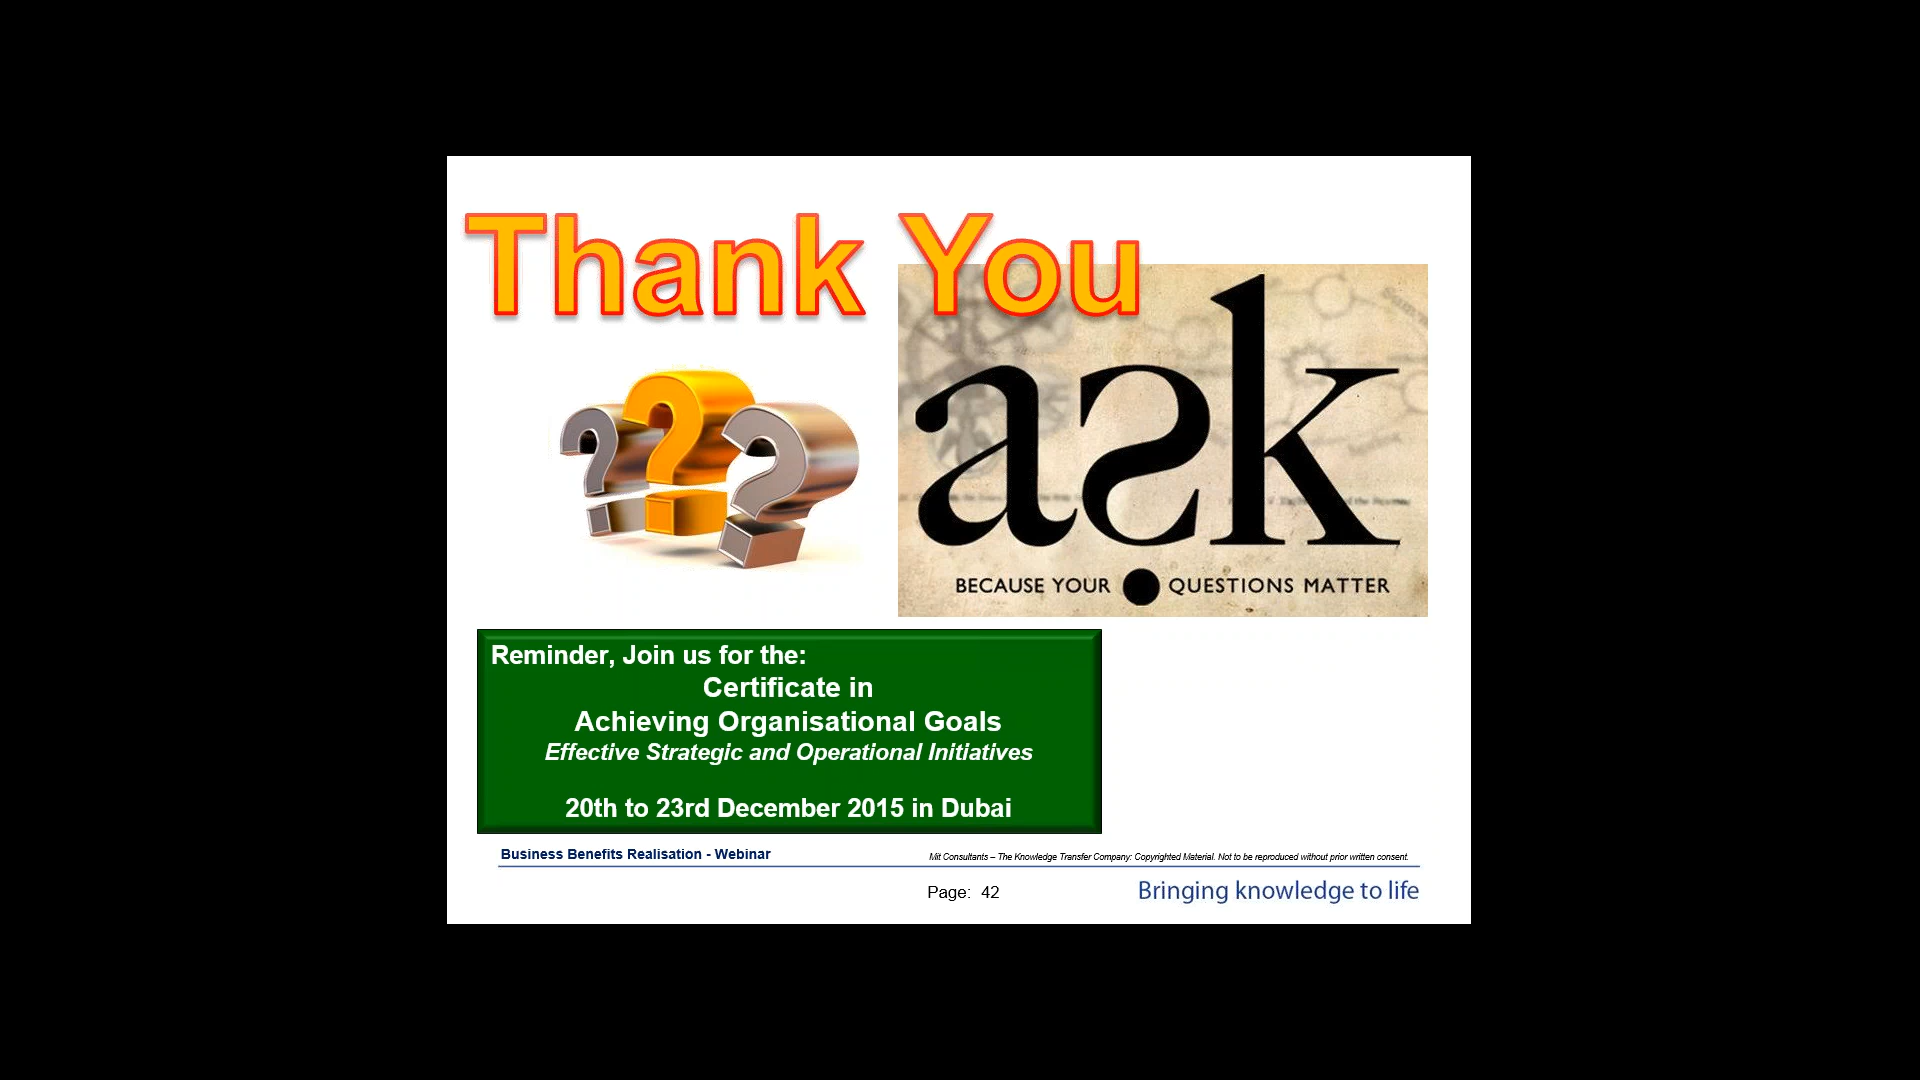 Thank You
ask
BECAUSE YOUR QUESTIONS MATTER
Reminder, Join us for the:
Certificate in
Achieving Organisational Goals
Effective Strategic and Operational Initiatives
20th to 23rd December 2015 in Dubai
Business Benefits Realisation - Webinar
Mit Consultants – The Knowledge Transfer Company: Copyrighted Material. Not to be reproduced without prior written consent.
Page: 42
Bringing knowledge to life